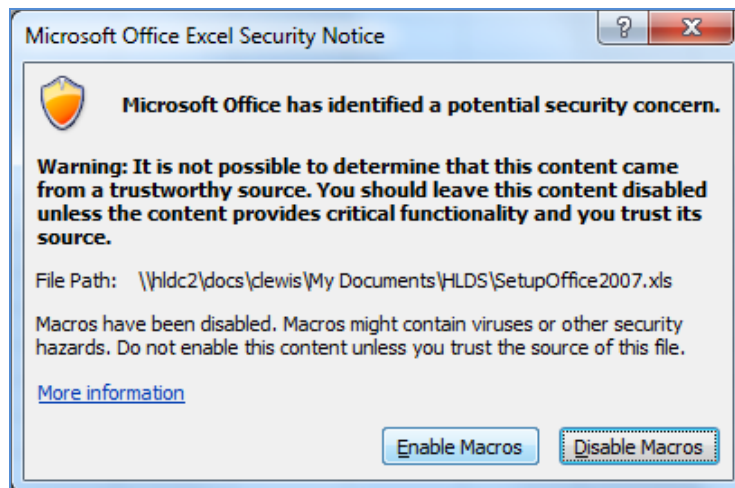 Microsoft Office Excel Security Notice
Microsoft Office has identified a potential security concern.
Warning: It is not possible to determine that this content came
from a trustworthy source. You should leave this content disabled
unless the content provides critical functionality and you trust its
source.
File Path: \\hldc2\docs\clewis\My Documents\HLDS\SetupOffice2007.xls
Macros have been disabled. Macros might contain viruses or other security
hazards. Do not enable this content unless you trust the source of this file.
More information
Enable Macros Disable Macros